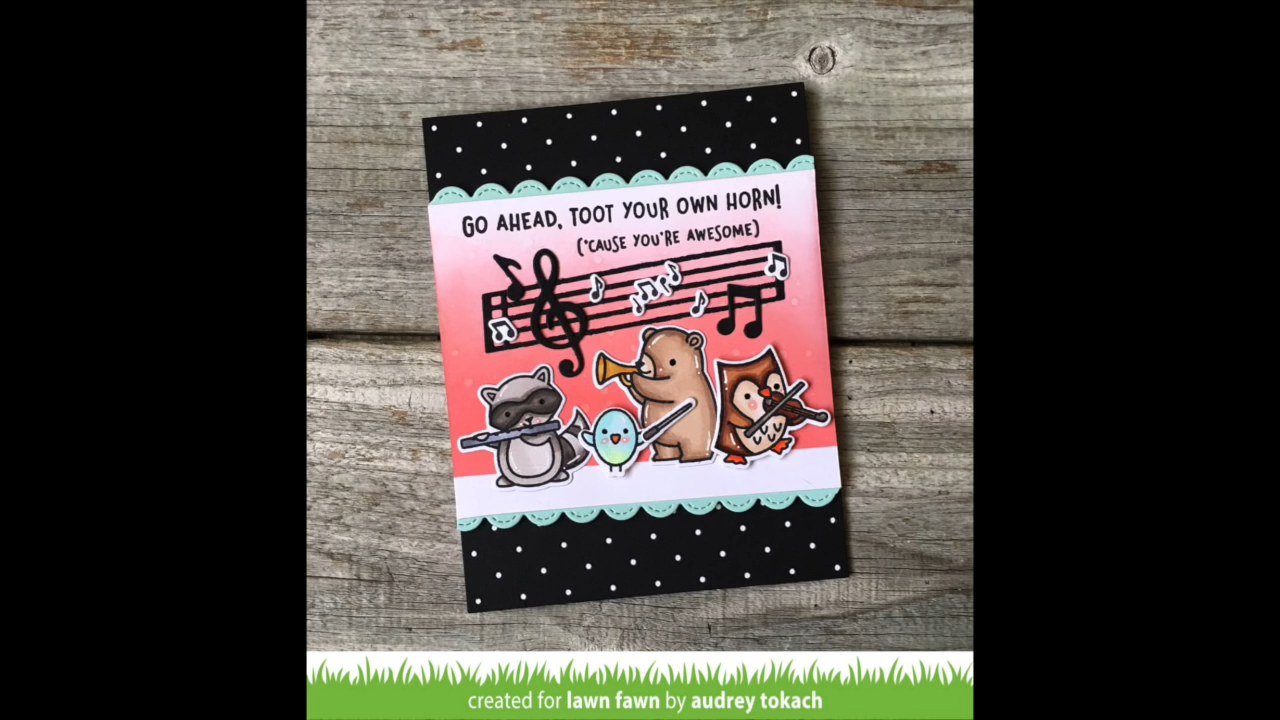 GO AHEAD, TOOT YOUR OWN HORN!
('CAUSE YOU'RE AWESOME)
created for lawn fawn by audrey tokach